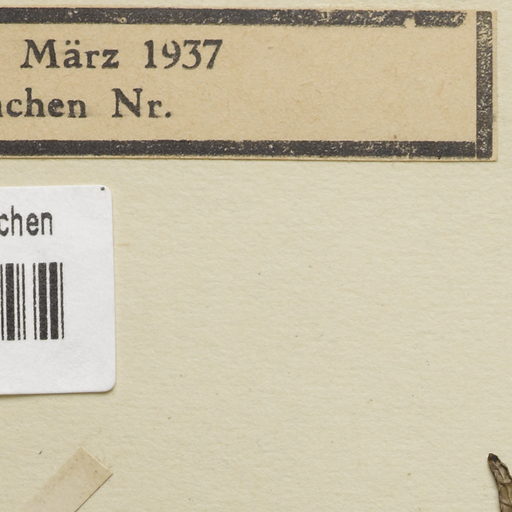 März 1937
chen Nr.
chen